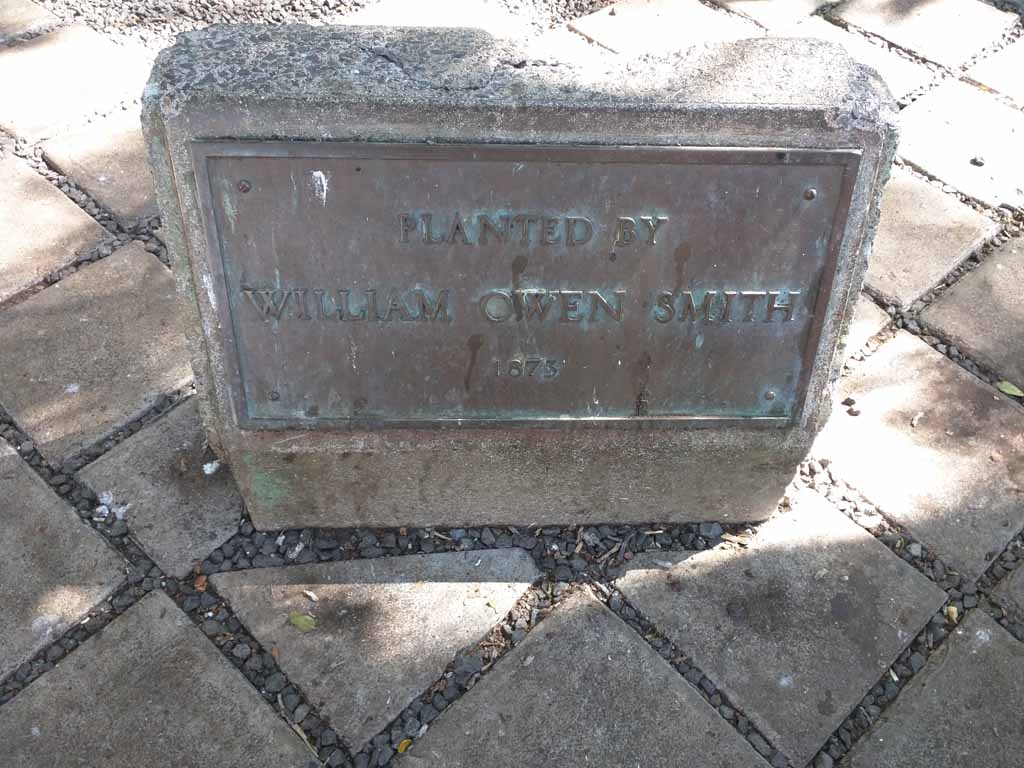 PLANTED BY
WILLIAM OWEN SMITH
1873